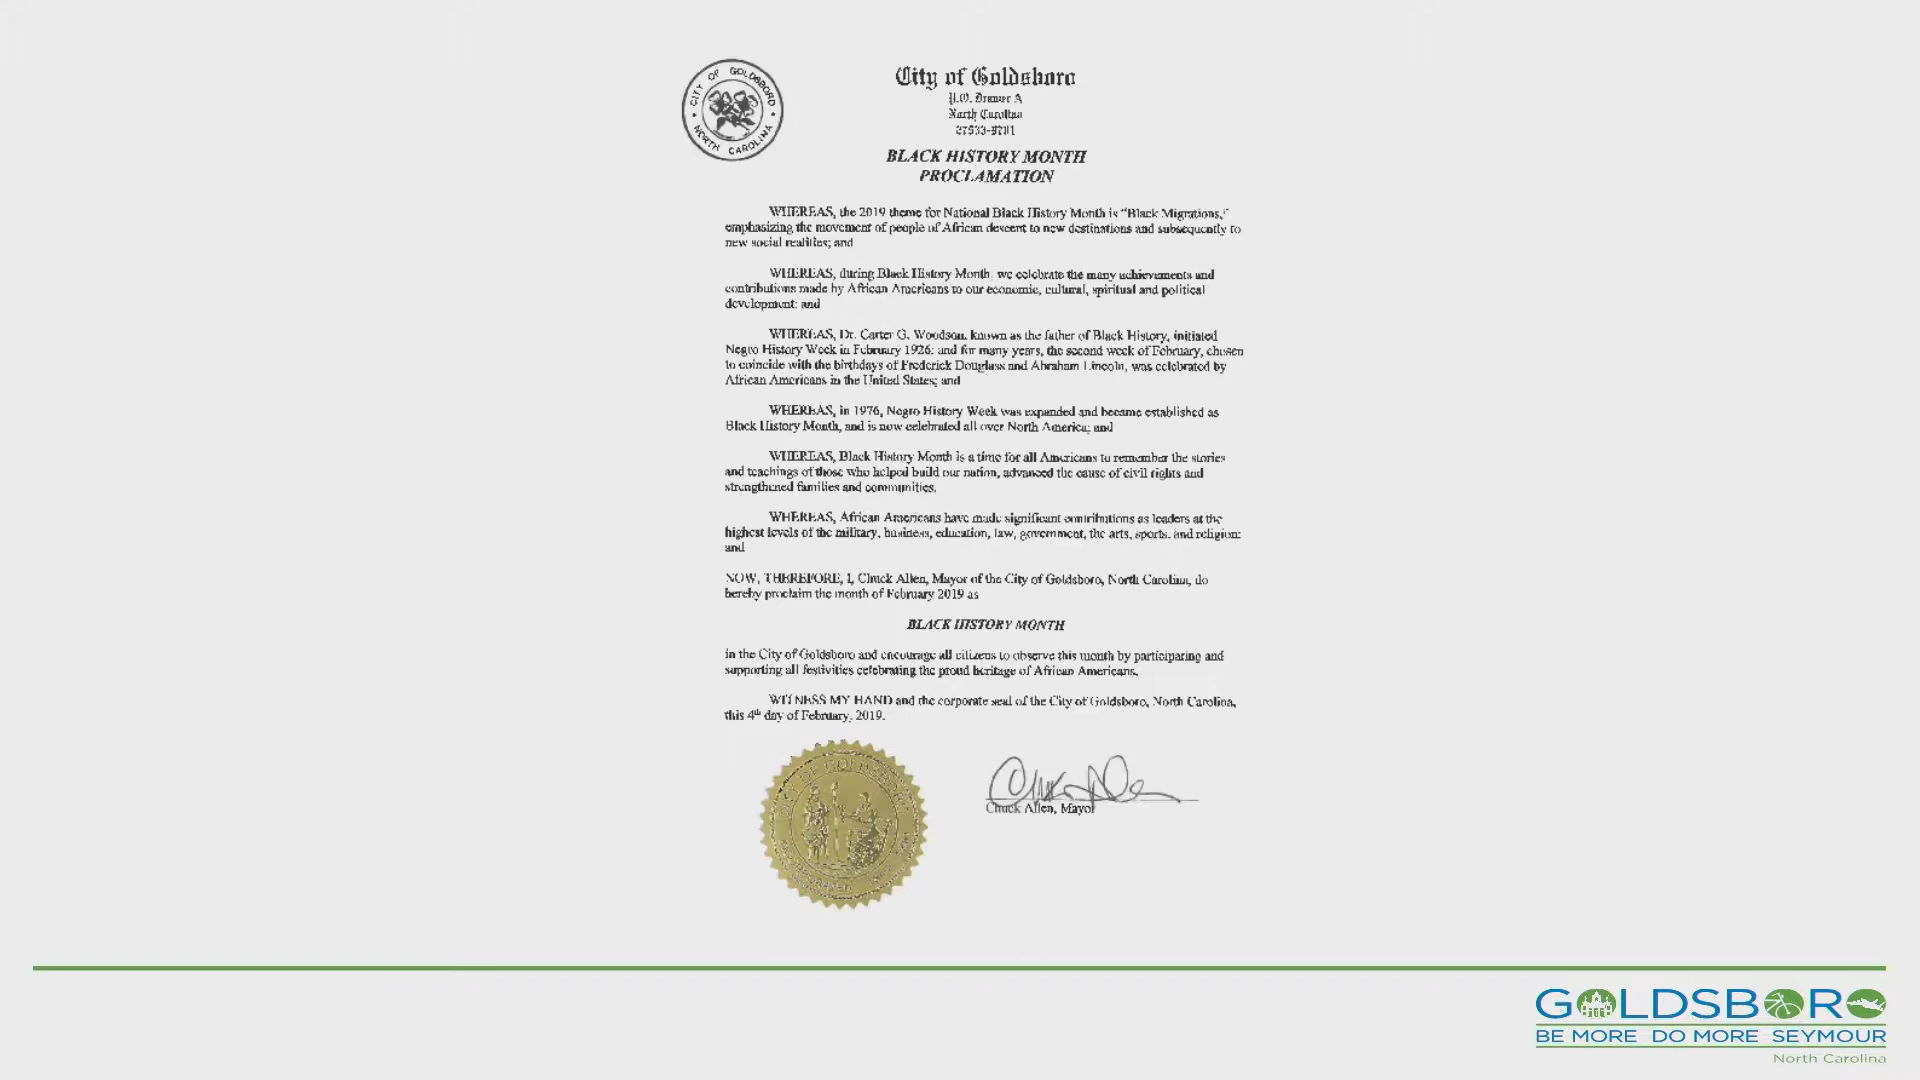 CITY OF GOLDSBORO
NORTH CAROLINA
City of Goldsboro
P.O. Drawer A
North Carolina
27533-9701
BLACK HISTORY MONTH
PROCLAMATION
WHEREAS, the 2019 theme for National Black History Month is “Black Migrations,”
emphasizing the movement of people of African descent to new destinations and subsequently to
new social realities; and
WHEREAS, during Black History Month, we celebrate the many achievements and
contributions made by African Americans to our economic, cultural, spiritual and political
development; and
WHEREAS, Dr. Carter G. Woodson, known as the father of Black History, initiated
Negro History Week in February 1926; and for many years, the second week of February, chosen
to coincide with the birthdays of Frederick Douglass and Abraham Lincoln, was celebrated by
African Americans in the United States; and
WHEREAS, in 1976, Negro History Week was expanded and became established as
Black History Month, and is now celebrated all over North America; and
WHEREAS, Black History Month is a time for all Americans to remember the stories
and teachings of those who helped build our nation, advanced the cause of civil rights and
strengthened families and communities.
WHEREAS, African Americans have made significant contributions as leaders at the
highest levels of the military, business, education, law, government, the arts, sports, and religion;
and
NOW, THEREFORE, I, Chuck Allen, Mayor of the City of Goldsboro, North Carolina, do
hereby proclaim the month of February 2019 as
BLACK HISTORY MONTH
in the City of Goldsboro and encourage all citizens to observe this month by participating and
supporting all festivities celebrating the proud heritage of African Americans.
WITNESS MY HAND and the corporate seal of the City of Goldsboro, North Carolina,
this 4th day of February, 2019.
Chuck Allen
Chuck Allen, Mayor
GOLDSBORO
BE MORE DO MORE SEYMOUR
North Carolina